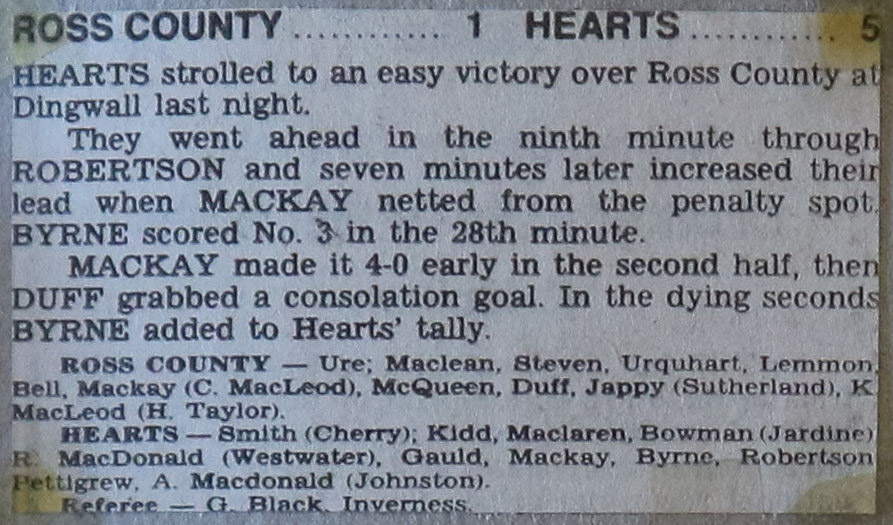 ROSS COUNTY ............ 1 HEARTS ............ 5
HEARTS strolled to an easy victory over Ross County at
Dingwall last night.
They went ahead in the ninth minute through
ROBERTSON and seven minutes later increased their
lead when MACKAY netted from the penalty spot.
BYRNE scored No. 3 in the 28th minute.
MACKAY made it 4-0 early in the second half, then
DUFF grabbed a consolation goal. In the dying seconds
BYRNE added to Hearts' tally.
ROSS COUNTY — Ure; Maclean, Steven, Urquhart, Lemmon,
Bell, Mackay (C. MacLeod), McQueen, Duff, Jappy (Sutherland), K
MacLeod (H. Taylor).
HEARTS — Smith (Cherry); Kidd, Maclaren, Bowman (Jardine)
R. MacDonald (Westwater), Gauld, Mackay, Byrne, Robertson
Pettigrew, A. Macdonald (Johnston).
Referee — G. Black, Inverness.